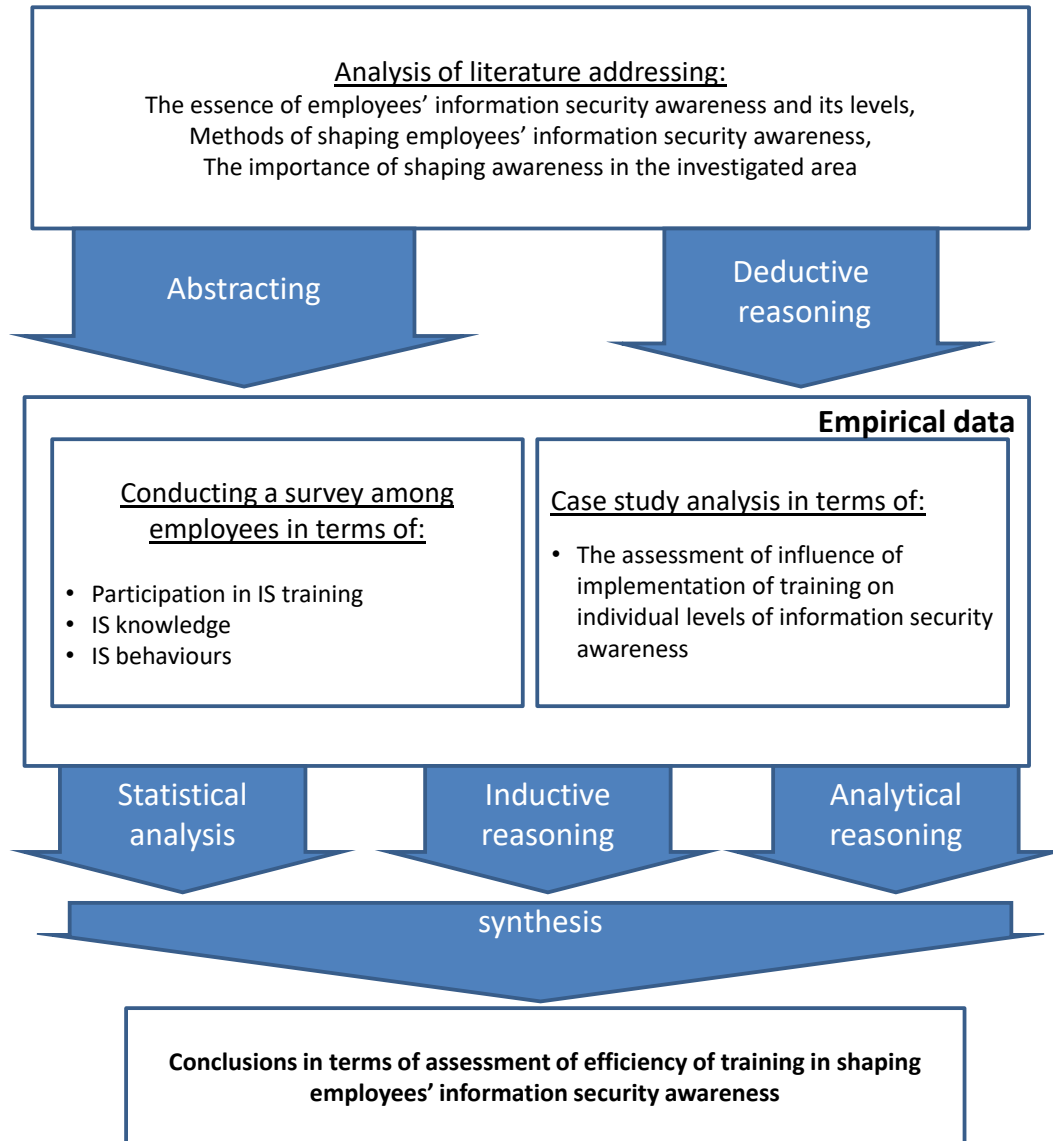 Analysis of literature addressing:
The essence of employees’ information security awareness and its levels,
Methods of shaping employees’ information security awareness,
The importance of shaping awareness in the investigated area
Abstracting
Deductive
reasoning
Empirical data
Conducting a survey among
employees in terms of:
• Participation in IS training
• IS knowledge
• IS behaviours
Case study analysis in terms of:
• The assessment of influence of
implementation of training on
individual levels of information security
awareness
Statistical
analysis
Inductive
reasoning
Analytical
reasoning
synthesis
Conclusions in terms of assessment of efficiency of training in shaping
employees’ information security awareness